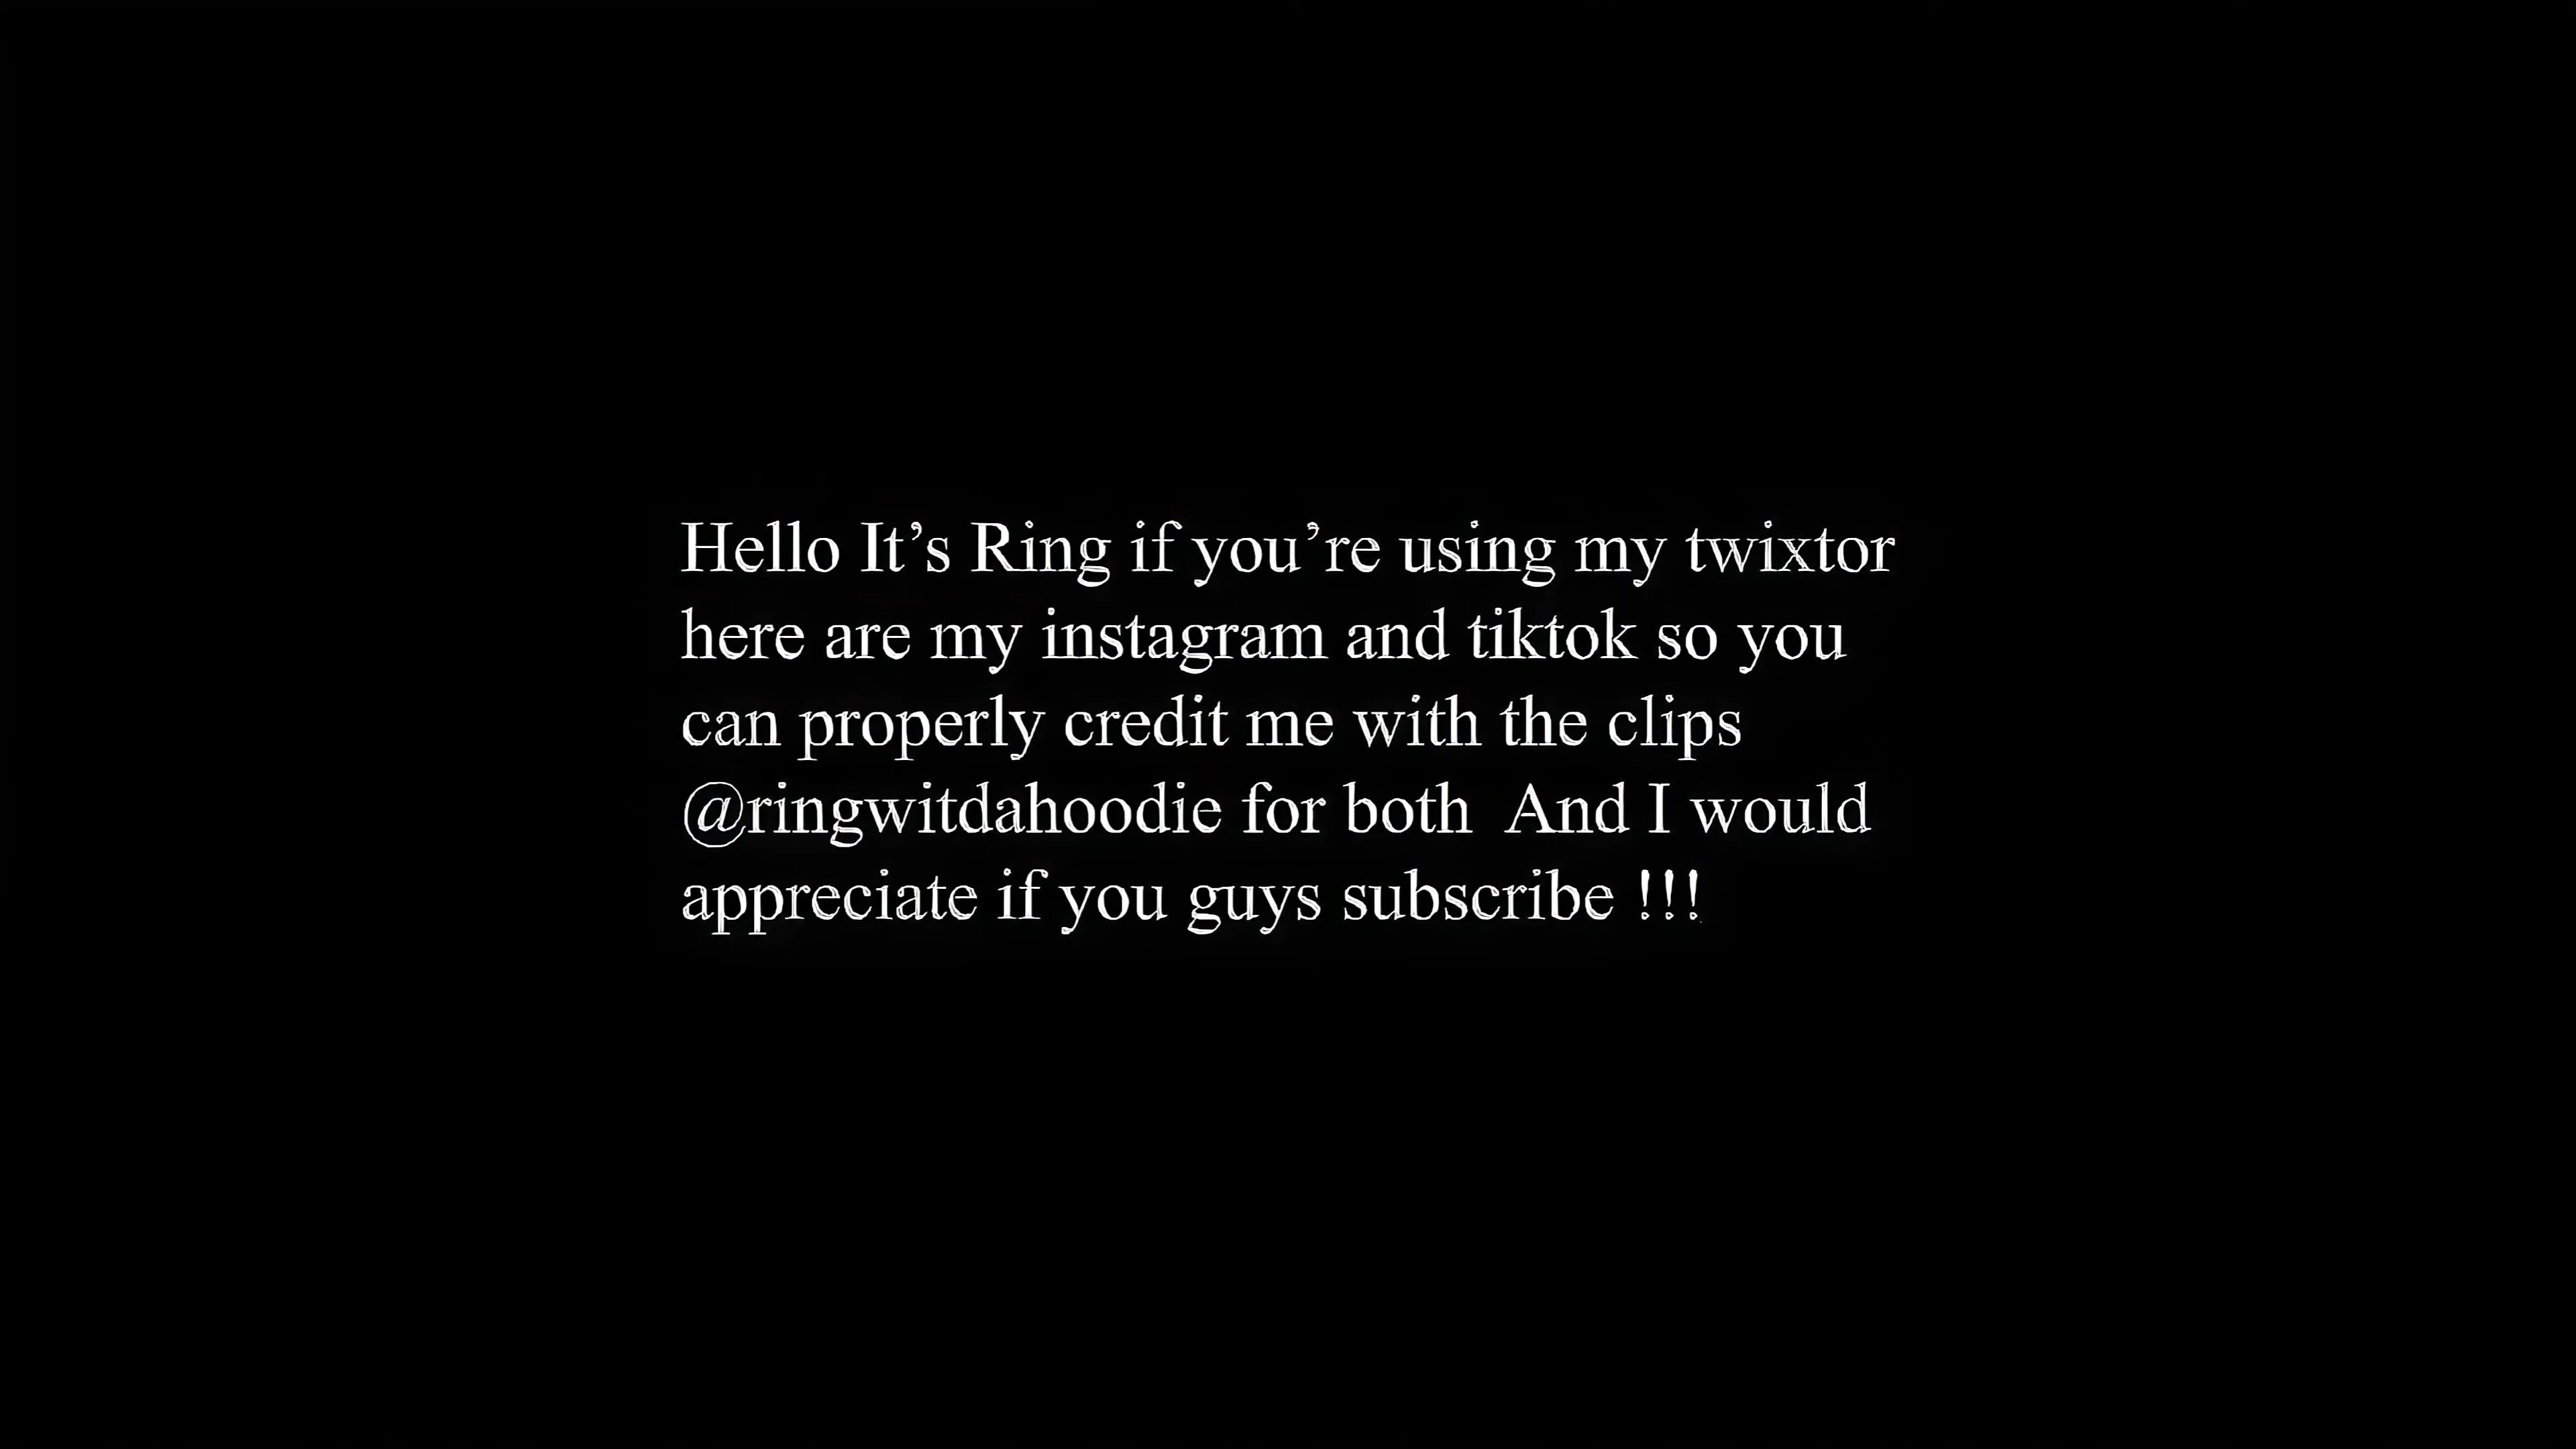 Hello It’s Ring if you’re using my twixtor
here are my instagram and tiktok so you
can properly credit me with the clips
@ringwitdahoodie for both  And I would
appreciate if you guys subscribe !!!